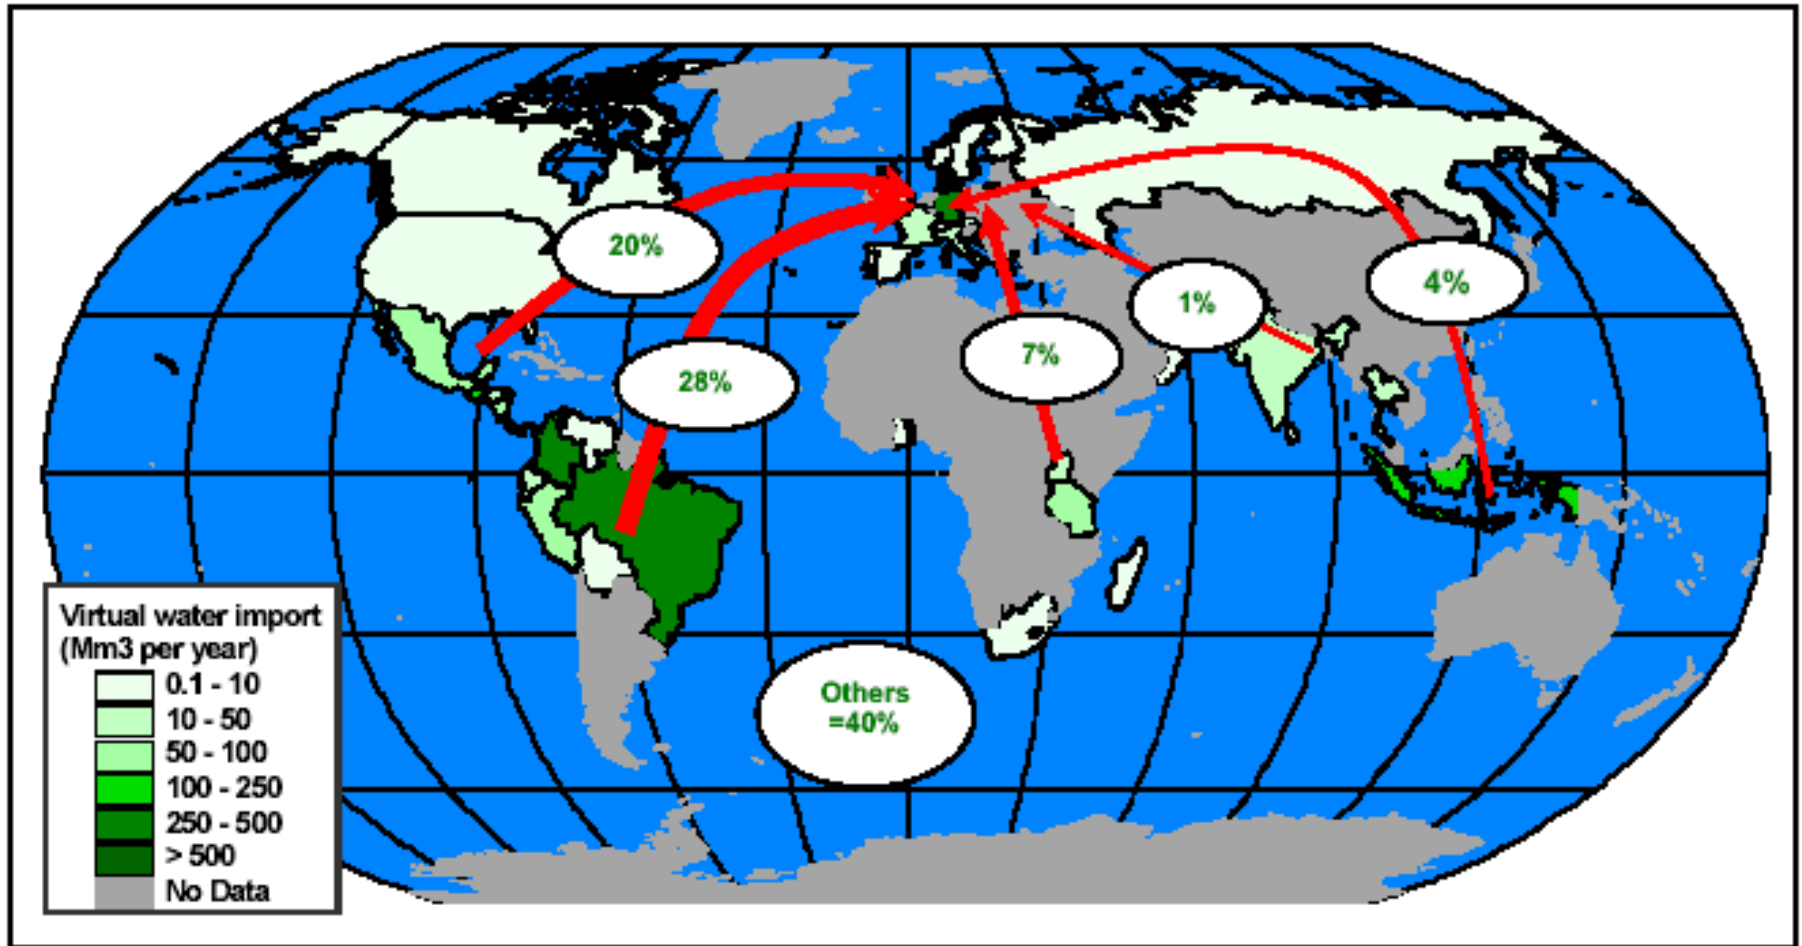 20%
28%
7%
1%
4%
Others
=40%
Virtual water import
(Mm3 per year)
0.1 - 10
10 - 50
50 - 100
100 - 250
250 - 500
> 500
No Data